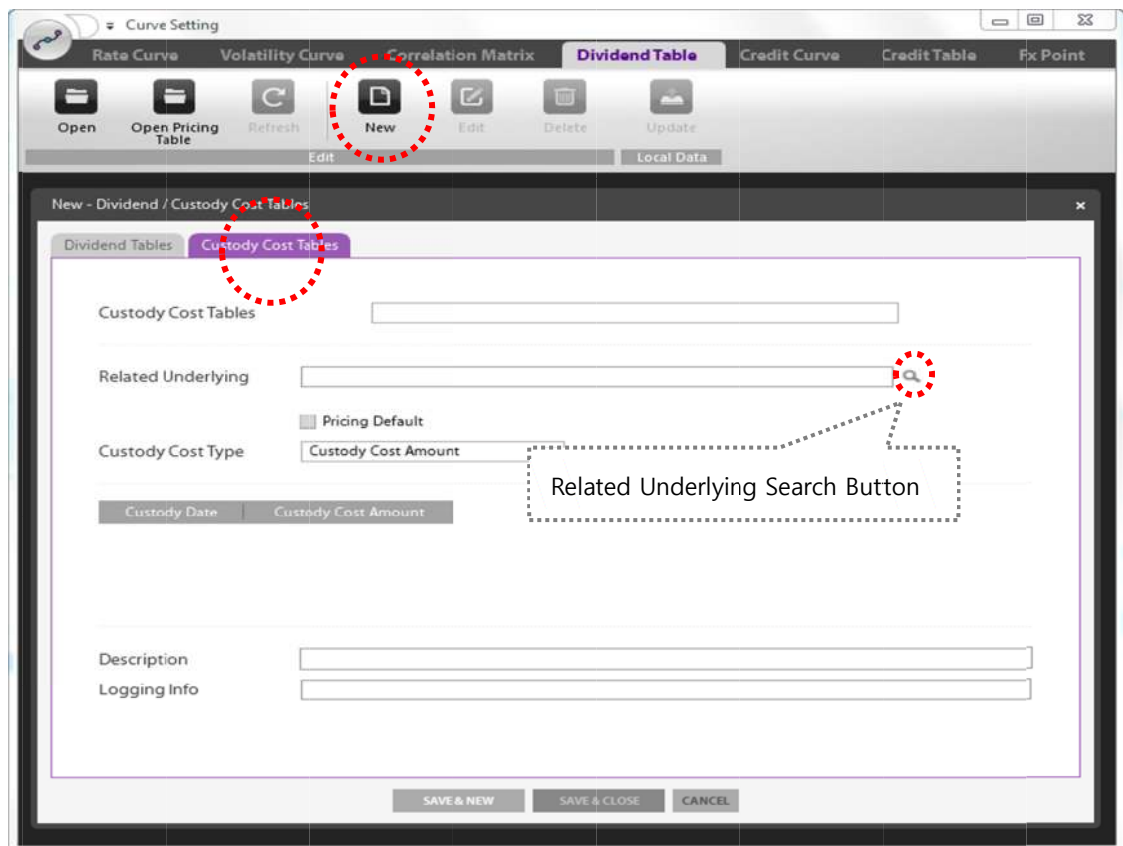 Curve Setting
Rate Curve Volatility Curve Correlation Matrix Dividend Table Credit Curve Credit Table Fx Point
Open Open Pricing Table Refresh New Edit Delete Update
Edit Local Data
New - Dividend / Custody Cost Tables
Dividend Tables Custody Cost Tables
Custody Cost Tables
Related Underlying
Pricing Default
Custody Cost Type Custody Cost Amount
Related Underlying Search Button
Custody Date Custody Cost Amount
Description
Logging Info
SAVE & NEW SAVE & CLOSE CANCEL